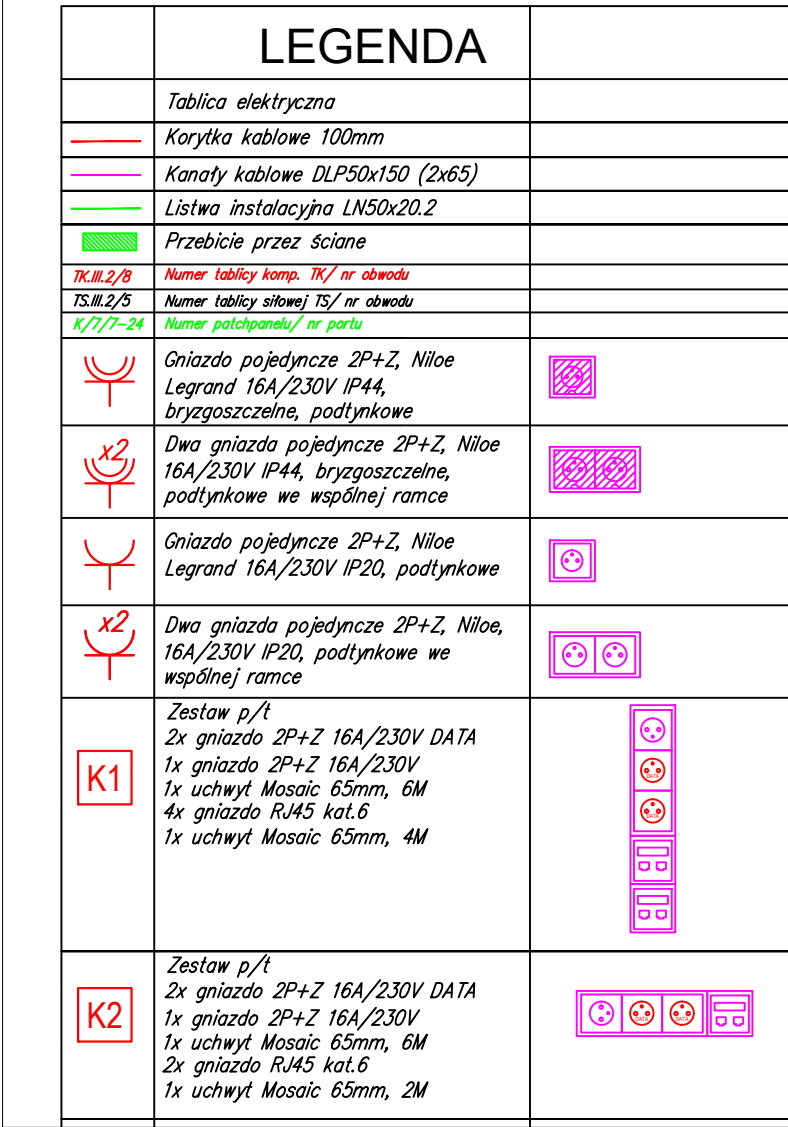 LEGENDA
Tablica elektryczna
Korytka kablowe 100mm
Kanały kablowe DLP50x150 (2x65)
Listwa instalacyjna LN50x20.2
Przebicie przez ściane
TK.III.2/8 Numer tablicy komp. TK/ nr obwodu
TS.III.2/5 Numer tablicy siłowej TS/ nr obwodu
K/7/7-24 Numer patchpanelu/ nr portu
Gniazdo pojedyncze 2P+Z, Niloe
Legrand 16A/230V IP44,
bryzgoszczelne, podtynkowe
x2
Dwa gniazda pojedyncze 2P+Z, Niloe
16A/230V IP44, bryzgoszczelne,
podtynkowe we wspólnej ramce
Gniazdo pojedyncze 2P+Z, Niloe
Legrand 16A/230V IP20, podtynkowe
x2
Dwa gniazda pojedyncze 2P+Z, Niloe,
16A/230V IP20, podtynkowe we
wspólnej ramce
K1
Zestaw p/t
2x gniazdo 2P+Z 16A/230V DATA
1x gniazdo 2P+Z 16A/230V
1x uchwyt Mosaic 65mm, 6M
4x gniazdo RJ45 kat.6
1x uchwyt Mosaic 65mm, 4M
DATA
DATA
K2
Zestaw p/t
2x gniazdo 2P+Z 16A/230V DATA
1x gniazdo 2P+Z 16A/230V
1x uchwyt Mosaic 65mm, 6M
2x gniazdo RJ45 kat.6
1x uchwyt Mosaic 65mm, 2M
DATA DATA